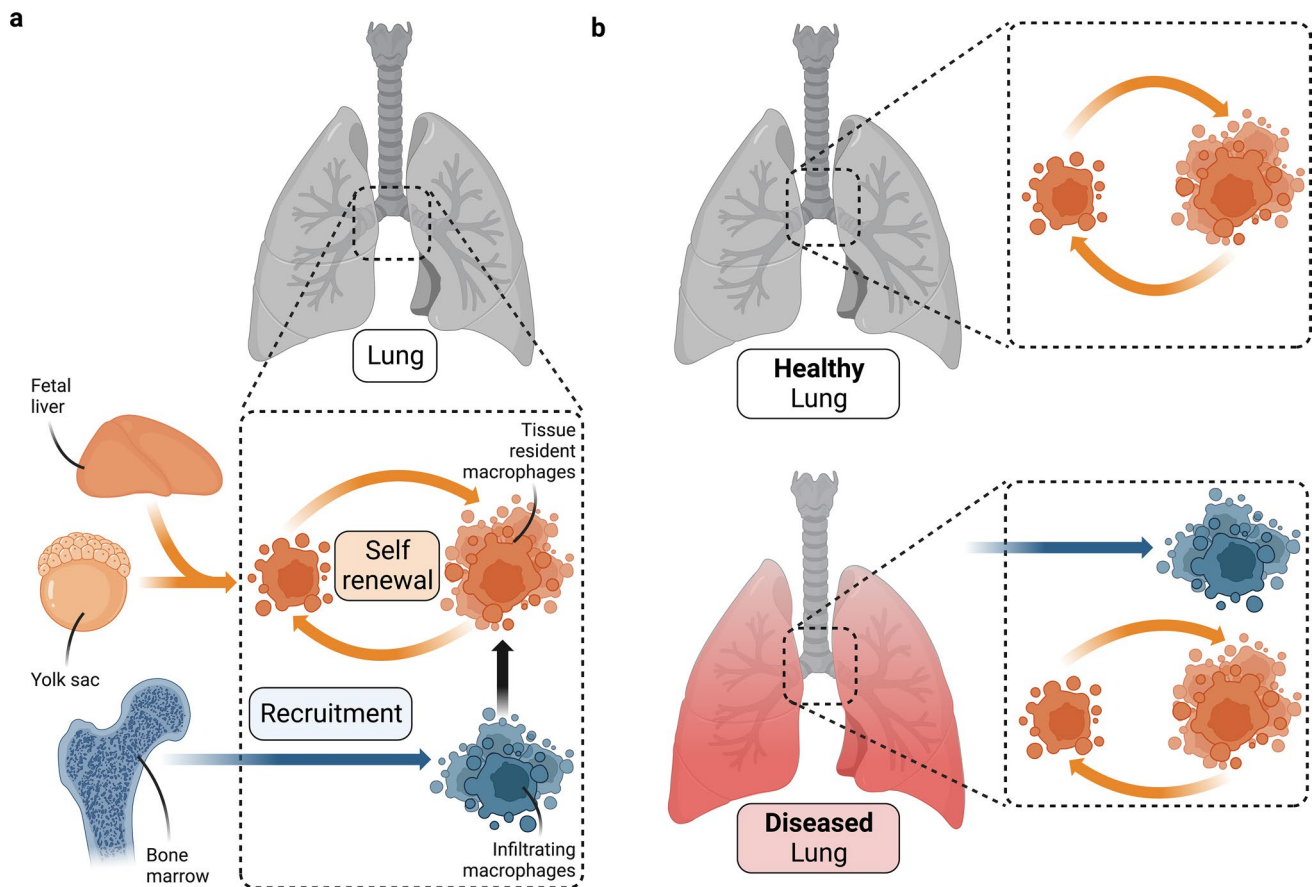 a
Lung
Fetal
liver
Tissue
resident
macrophages
Self
renewal
Yolk sac
Recruitment
Bone
marrow
Infiltrating
macrophages
b
Healthy
Lung
Diseased
Lung